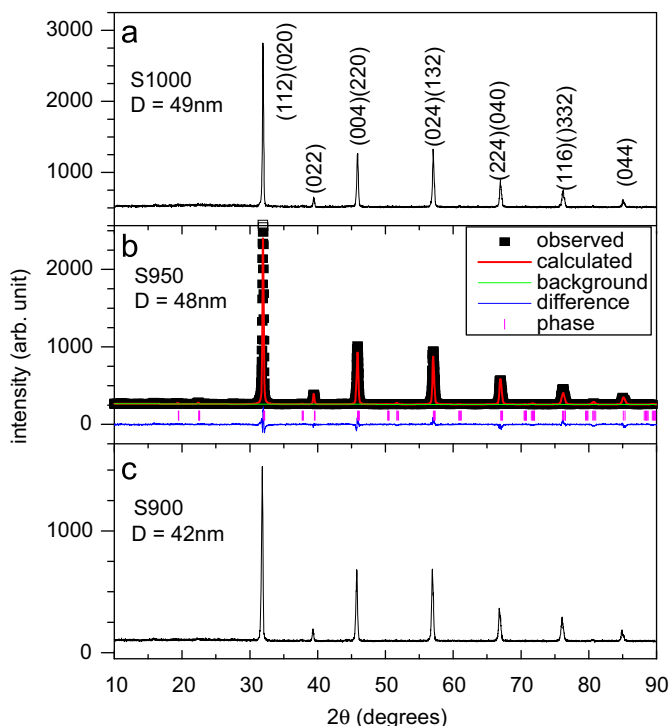 a
S1000
D = 49nm
(112)(020)
(022)
(004)(220)
(024)(132)
(224)(040)
(116)()332)
(044)
3000
2000
1000
b
S950
D = 48nm
observed
calculated
background
difference
phase
2000
1000
0
intensity (arb. unit)
c
S900
D = 42nm
1000
0
10 20 30 40 50 60 70 80 90
2θ (degrees)